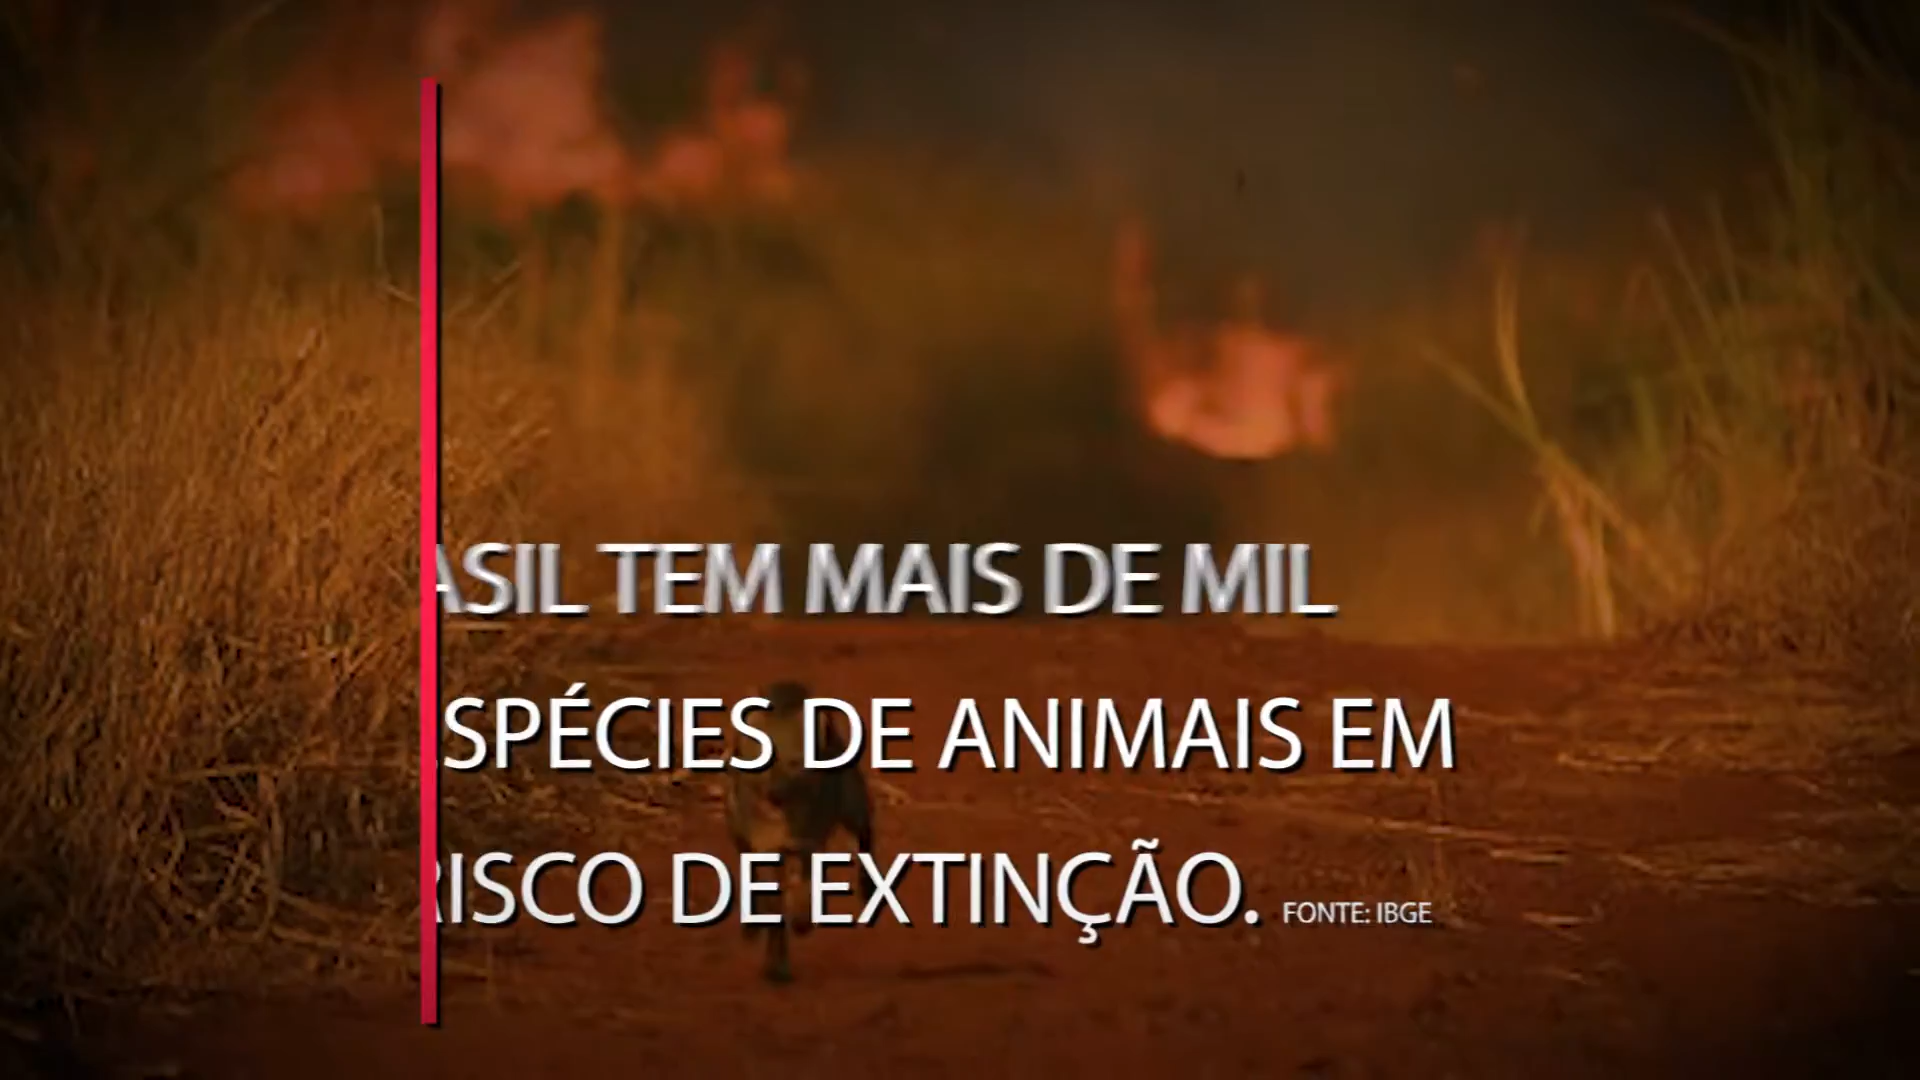 ASIL TEM MAIS DE MIL
SPÉCIES DE ANIMAIS EM
RISCO DE EXTINÇÃO. FONTE: IBGE